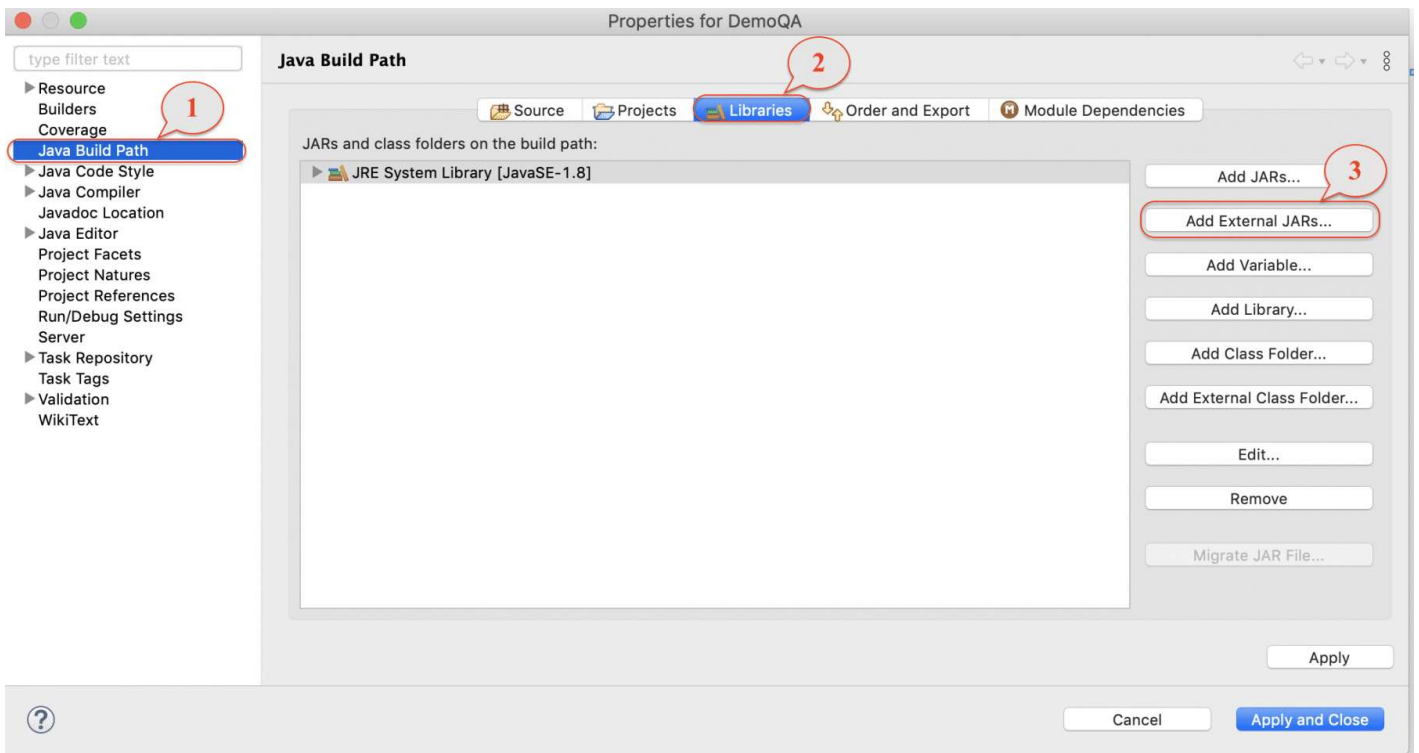 Properties for DemoQA
type filter text
Resource
Builders
Coverage
Java Build Path
Java Code Style
Java Compiler
Javadoc Location
Java Editor
Project Facets
Project Natures
Project References
Run/Debug Settings
Server
Task Repository
Task Tags
Validation
WikiText
1
Java Build Path
2
Source Projects Libraries Order and Export Module Dependencies
JARs and class folders on the build path:
JRE System Library [JavaSE-1.8]
3
Add JARs...
Add External JARs...
Add Variable...
Add Library...
Add Class Folder...
Add External Class Folder...
Edit...
Remove
Migrate JAR File...
Apply
?
Cancel Apply and Close